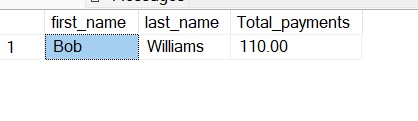 Messages
first_name last_name Total_payments
1 Bob Williams 110.00